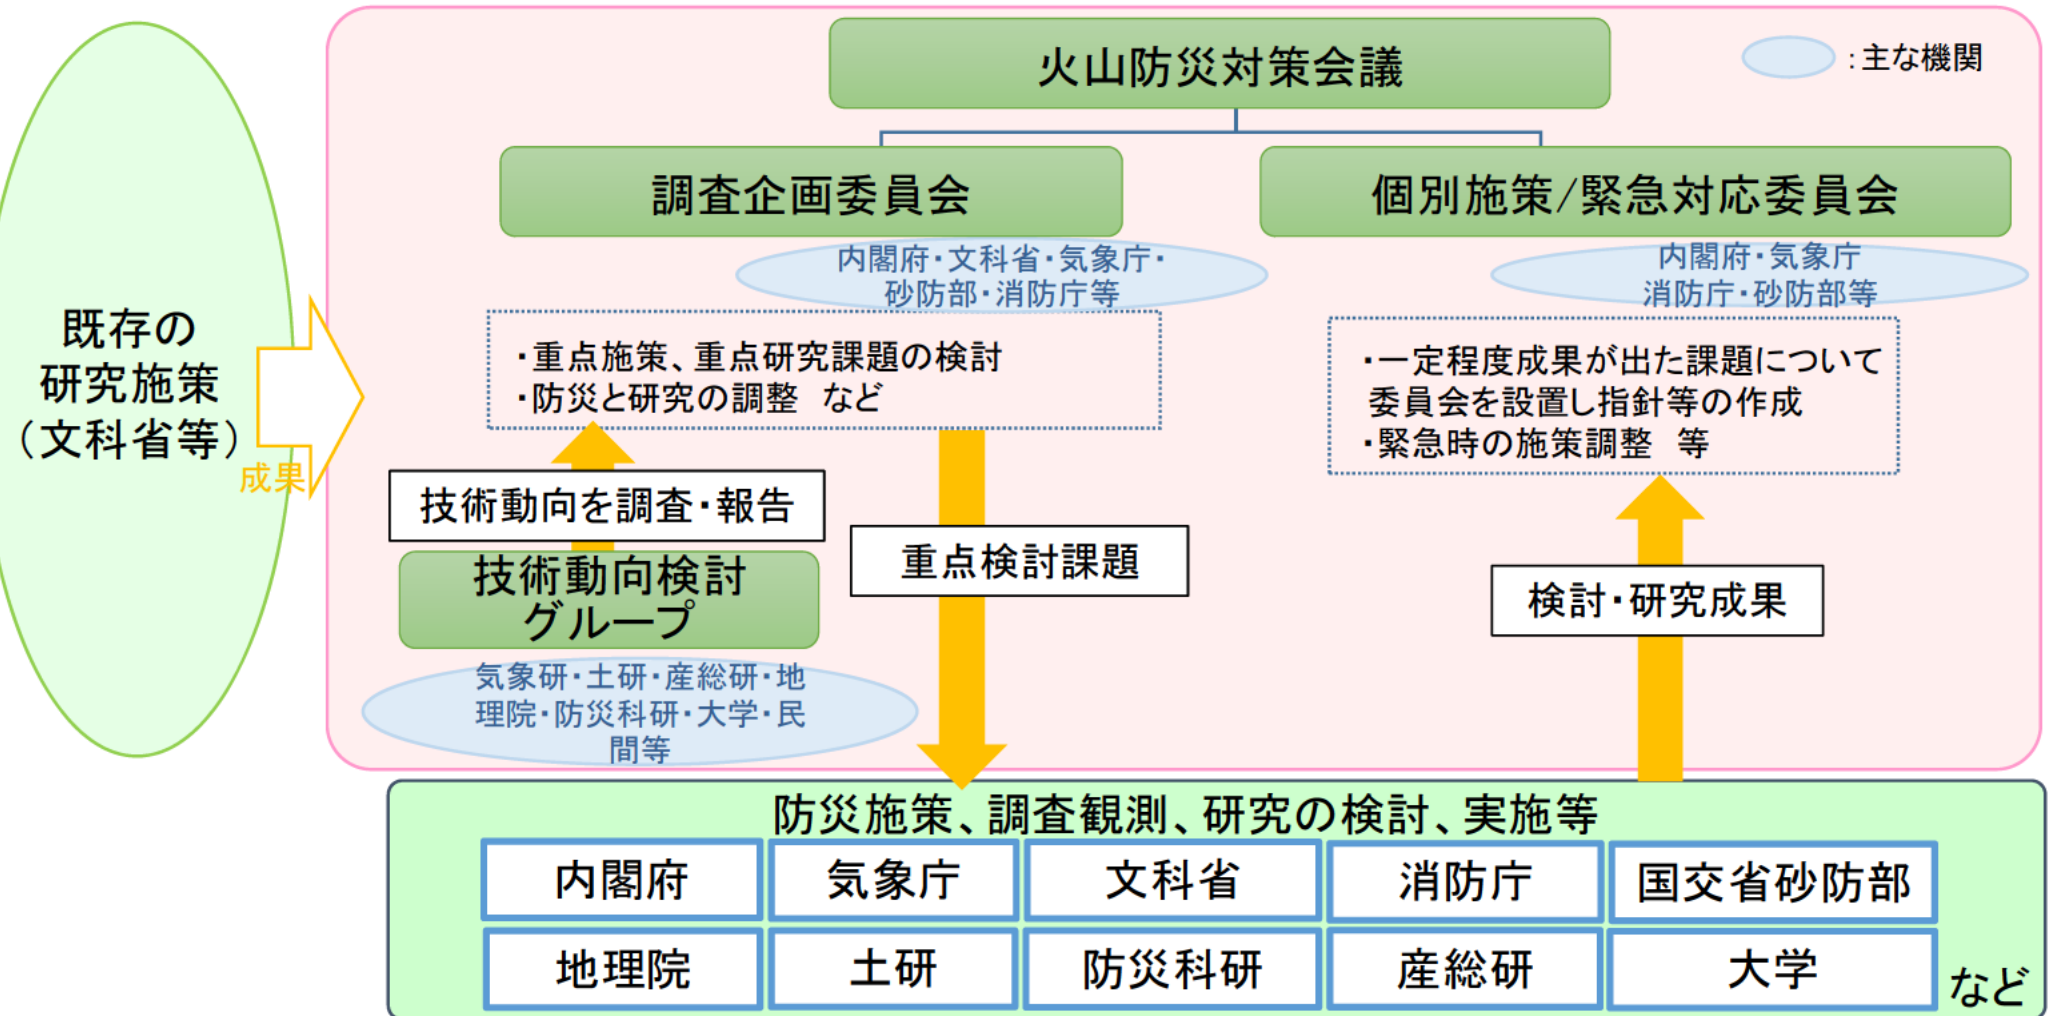 火山防災対策会議
：主な機関
調査企画委員会
個別施策/緊急対応委員会
内閣府・文科省・気象庁・
砂防部・消防庁等
内閣府・気象庁
消防庁・砂防部等
既存の
研究施策
（文科省等）
成果
・重点施策、重点研究課題の検討
・防災と研究の調整　など
・一定程度成果が出た課題について
委員会を設置し指針等の作成
・緊急時の施策調整　等
技術動向を調査・報告
重点検討課題
検討・研究成果
技術動向検討
グループ
気象研・土研・産総研・地
理院・防災科研・大学・民
間等
防災施策、調査観測、研究の検討、実施等
内閣府
気象庁
文科省
消防庁
国交省砂防部
地理院
土研
防災科研
産総研
大学
など